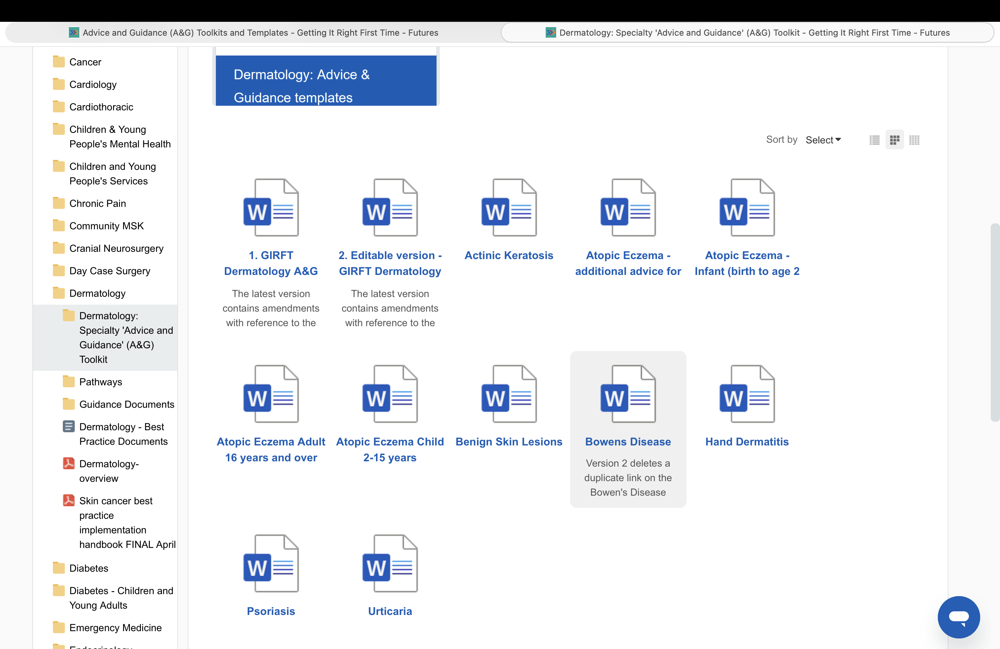 Advice and Guidance (A&G) Toolkits and Templates - Getting It Right First Time - Futures
Dermatology: Specialty 'Advice and Guidance' (A&G) Toolkit - Getting It Right First Time - Futures
Cancer
Cardiology
Cardiothoracic
Children & Young
People's Mental Health
Children and Young
People's Services
Chronic Pain
Community MSK
Cranial Neurosurgery
Day Case Surgery
Dermatology
Dermatology:
Specialty 'Advice and
Guidance' (A&G)
Toolkit
Pathways
Guidance Documents
Dermatology - Best
Practice Documents
Dermatology-
overview
Skin cancer best
practice
implementation
handbook FINAL April
Diabetes
Diabetes - Children and
Young Adults
Emergency Medicine
Dermatology: Advice &
Guidance templates
Sort by Select
W
W
W
W
W
1. GIRFT
Dermatology A&G
The latest version
contains amendments
with reference to the
2. Editable version -
GIRFT Dermatology
The latest version
contains amendments
with reference to the
Actinic Keratosis
Atopic Eczema -
additional advice for
Atopic Eczema -
Infant (birth to age 2
W
W
W
W
W
Atopic Eczema Adult
16 years and over
Atopic Eczema Child
2-15 years
Benign Skin Lesions
Bowens Disease
Version 2 deletes a
duplicate link on the
Bowen's Disease
Hand Dermatitis
W
W
Psoriasis
Urticaria